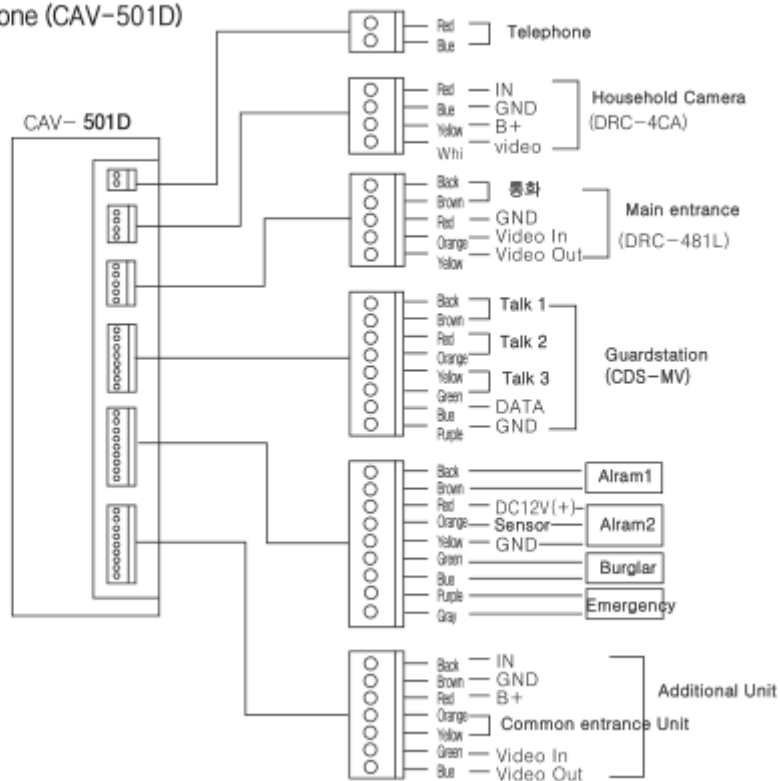 one (CAV-501D)
Red
Blue
Telephone
CAV- 501D
Red IN
Blue GND
Yellow B+
Whi video
Household Camera
(DRC-4CA)
Black
Brown
통화
Red GND
Orange Video In
Yellow Video Out
Main entrance
(DRC-481L)
Black
Brown
Talk 1
Red
Orange
Talk 2
Yellow
Green
Talk 3
Blue DATA
Purple GND
Guardstation
(CDS-MV)
Black
Brown
Alram1
Red DC12V(+)
Orange Sensor
Yellow GND
Alram2
Green
Blue
Burglar
Purple
Gray
Emergency
Black IN
Brown GND
Red B+
Orange
Yellow
Common entrance Unit
Green Video In
Blue Video Out
Additional Unit